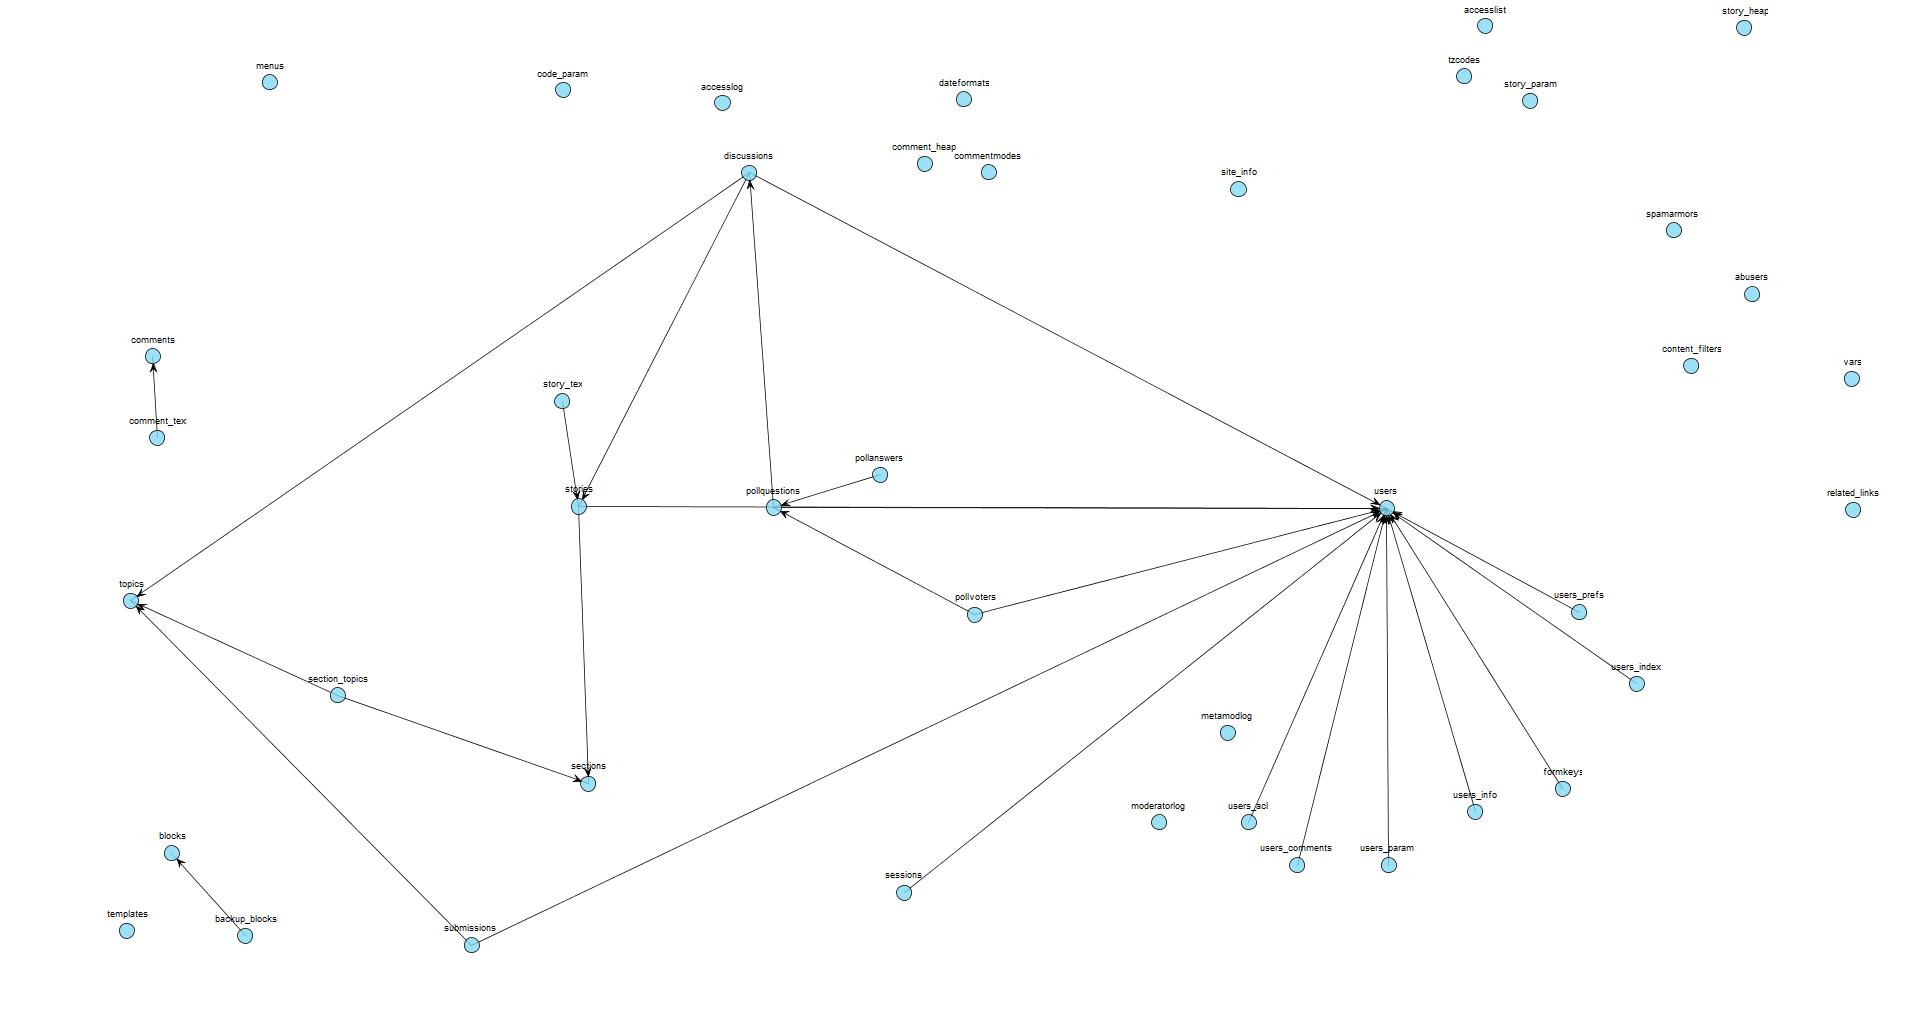 accesslist
story_heap
tzcodes
menus
code_param
story_param
accesslog
dateformats
comment_heap
commentmodes
discussions
site_info
spamarmors
abusers
comments
content_filters
vars
story_tex
comment_tex
pollanswers
stories
pollquestions
users
related_links
topics
pollvoters
users_prefs
users_index
section_topics
metamodlog
sections
formkeys
users_info
moderatorlog
users_acl
blocks
users_comments
users_param
sessions
templates
backup_blocks
submissions